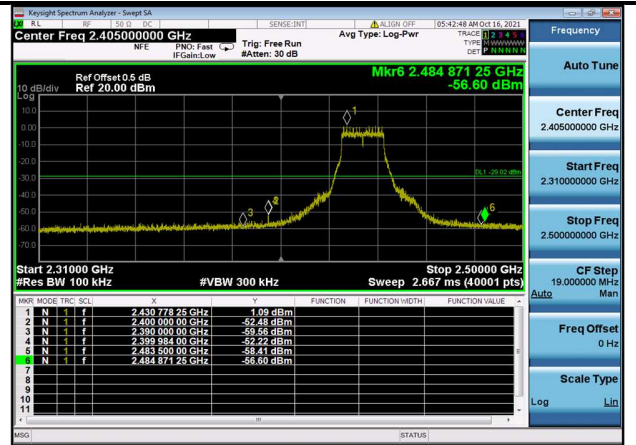 Keysight Spectrum Analyzer - Swept SA
RL RF 50 Ω DC SENSE:INT ALIGN OFF 05:42:48 AM Oct 16, 2021
Center Freq 2.405000000 GHz
NFE
PNO: Fast
IFGain:Low
Trig: Free Run
#Atten: 30 dB
Avg Type: Log-Pwr
TRACE 1 2 3 4 5 6
TYPE M WWWWW
DET P N N N N N
Frequency
Auto Tune
Center Freq
2.405000000 GHz
Start Freq
2.310000000 GHz
Stop Freq
2.500000000 GHz
CF Step
19.000000 MHz
Auto Man
Freq Offset
0 Hz
Scale Type
Log Lin
Ref Offset 0.5 dB
10 dB/div Ref 20.00 dBm
Log
Mkr6 2.484 871 25 GHz
-56.60 dBm
10.0
0.00
-10.0
-20.0
-30.0
-40.0
-50.0
-60.0
-70.0
1
DL1 -29.02 dBm
3
6
Start 2.31000 GHz
#Res BW 100 kHz
#VBW 300 kHz
Stop 2.50000 GHz
Sweep 2.667 ms (40001 pts)
MKR MODE TRC SCL X Y FUNCTION FUNCTION WIDTH FUNCTION VALUE
1 N 1 f 2.430 778 25 GHz 1.09 dBm
2 N 1 f 2.400 000 00 GHz -52.48 dBm
3 N 1 f 2.390 000 00 GHz -59.56 dBm
4 N 1 f 2.399 984 00 GHz -52.22 dBm
5 N 1 f 2.483 500 00 GHz -58.41 dBm
6 N 1 f 2.484 871 25 GHz -56.60 dBm
7
8
9
10
11
MSG STATUS